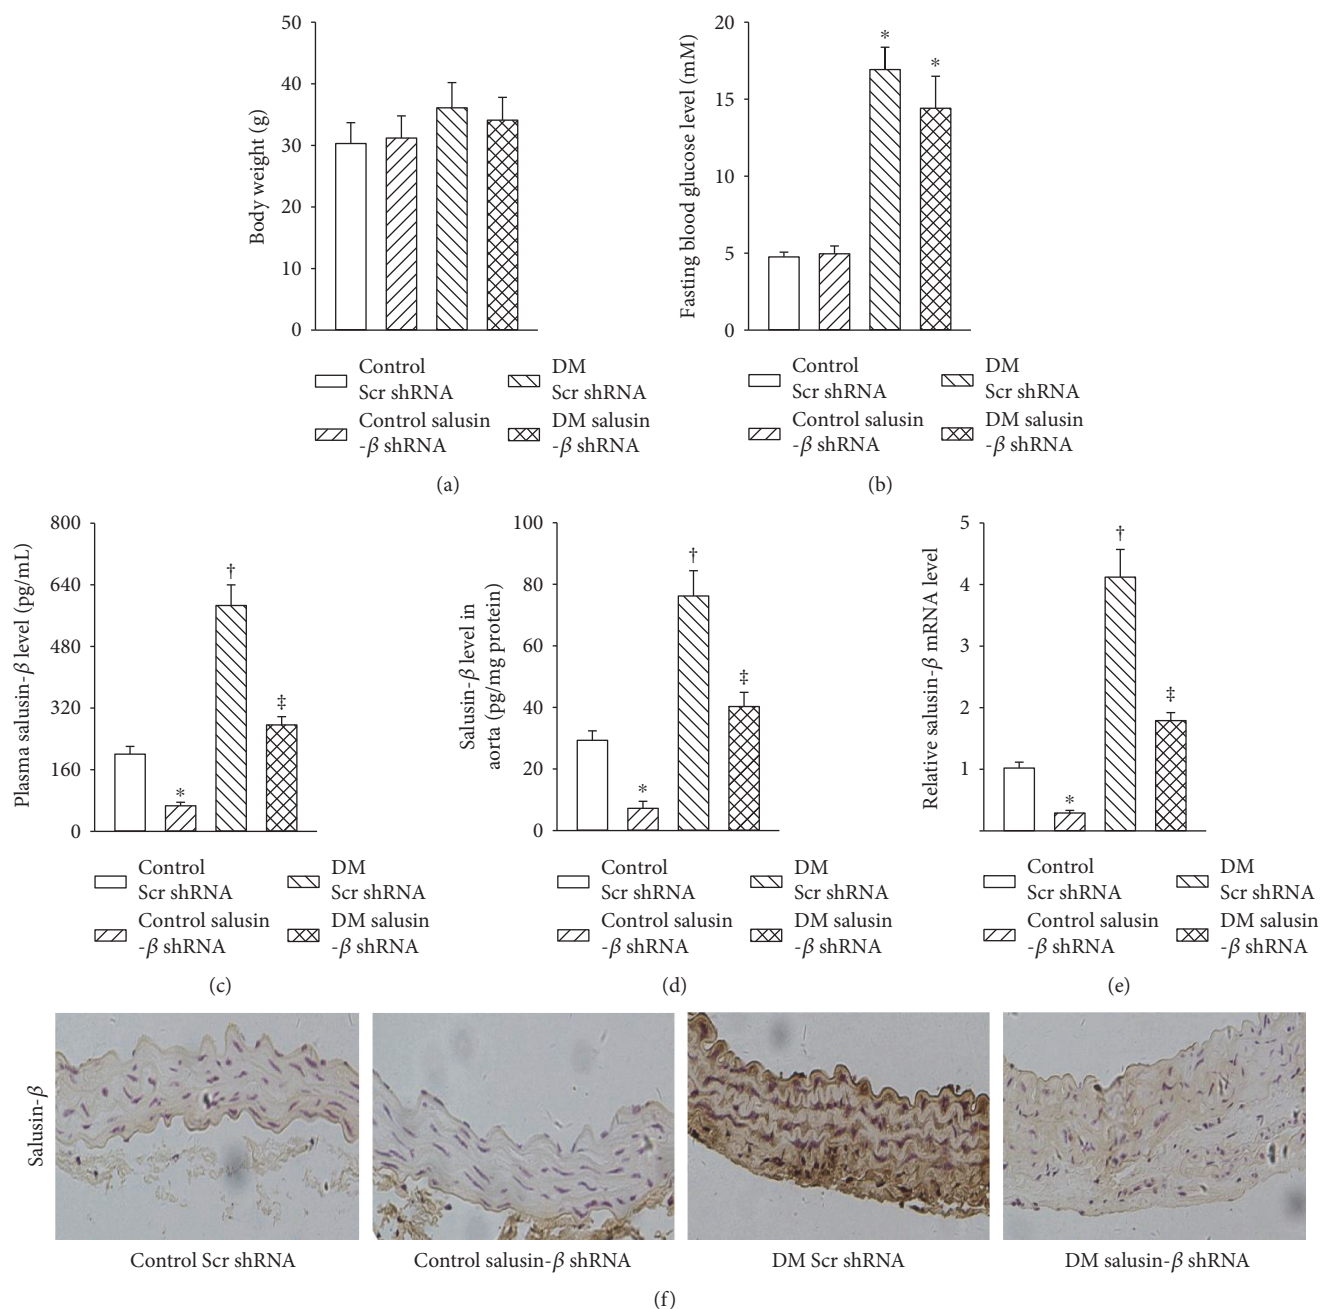 Body weight (g)
50
40
30
20
10
0
Control
Scr shRNA
DM
Scr shRNA
Control salusin
-β shRNA
DM salusin
-β shRNA
(a)
Fasting blood glucose level (mM)
20
15
10
5
0
*
*
Control
Scr shRNA
DM
Scr shRNA
Control salusin
-β shRNA
DM salusin
-β shRNA
(b)
Plasma salusin-β level (pg/mL)
800
640
480
320
160
0
*
†
‡
Control
Scr shRNA
DM
Scr shRNA
Control salusin
-β shRNA
DM salusin
-β shRNA
(c)
Salusin-β level in
aorta (pg/mg protein)
100
80
60
40
20
0
*
†
‡
Control
Scr shRNA
DM
Scr shRNA
Control salusin
-β shRNA
DM salusin
-β shRNA
(d)
Relative salusin-β mRNA level
5
4
3
2
1
*
†
‡
Control
Scr shRNA
DM
Scr shRNA
Control salusin
-β shRNA
DM salusin
-β shRNA
(e)
Salusin-β
Control Scr shRNA
Control salusin-β shRNA
DM Scr shRNA
DM salusin-β shRNA
(f)